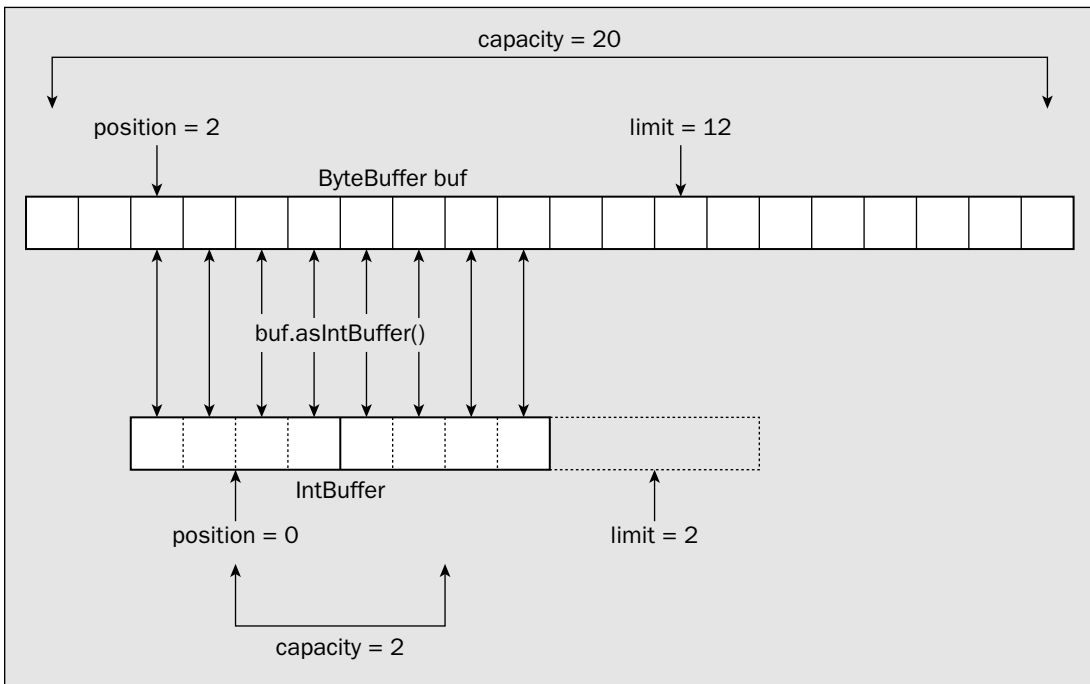 capacity = 20
position = 2
limit = 12
ByteBuffer buf
buf.asIntBuffer()
IntBuffer
position = 0
limit = 2
capacity = 2